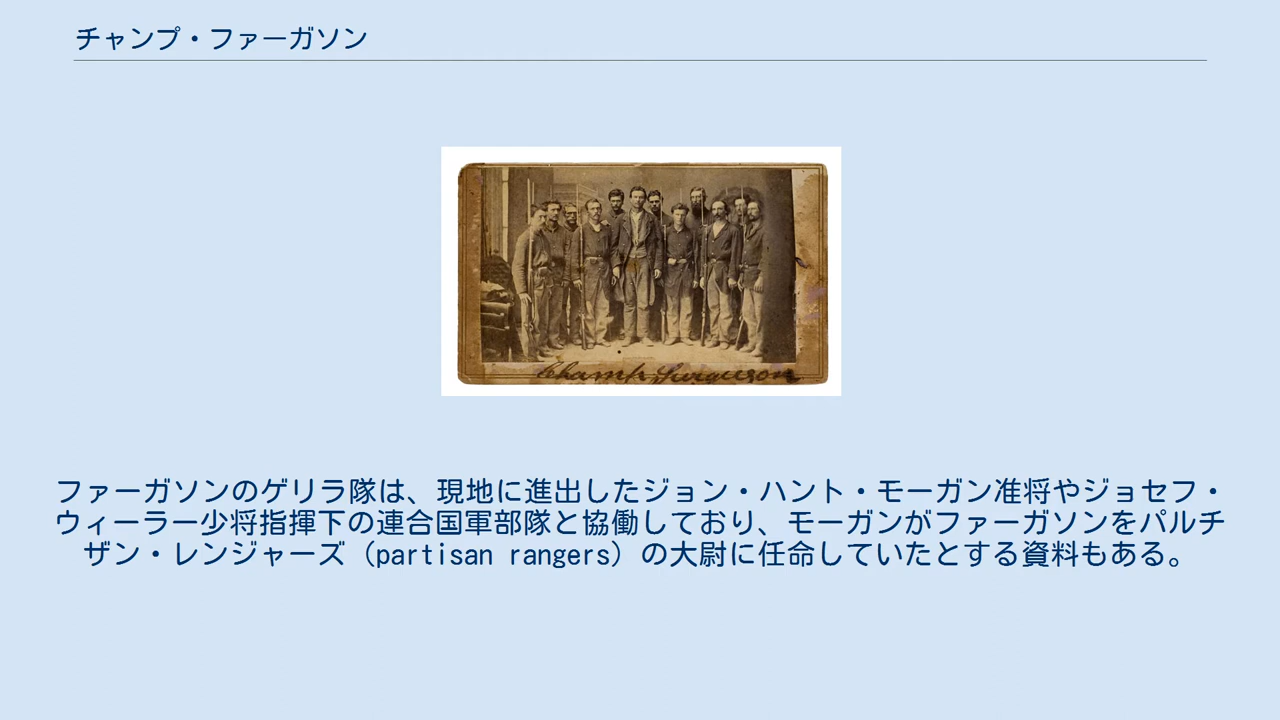 チャンプ・ファーガソン
Champ Ferguson
ファーガソンのゲリラ隊は、現地に進出したジョン・ハント・モーガン准将やジョセフ・
ウィーラー少将指揮下の連合国軍部隊と協働しており、モーガンがファーガソンをパルチ
ザン・レンジャーズ（partisan rangers）の大尉に任命していたとする資料もある。